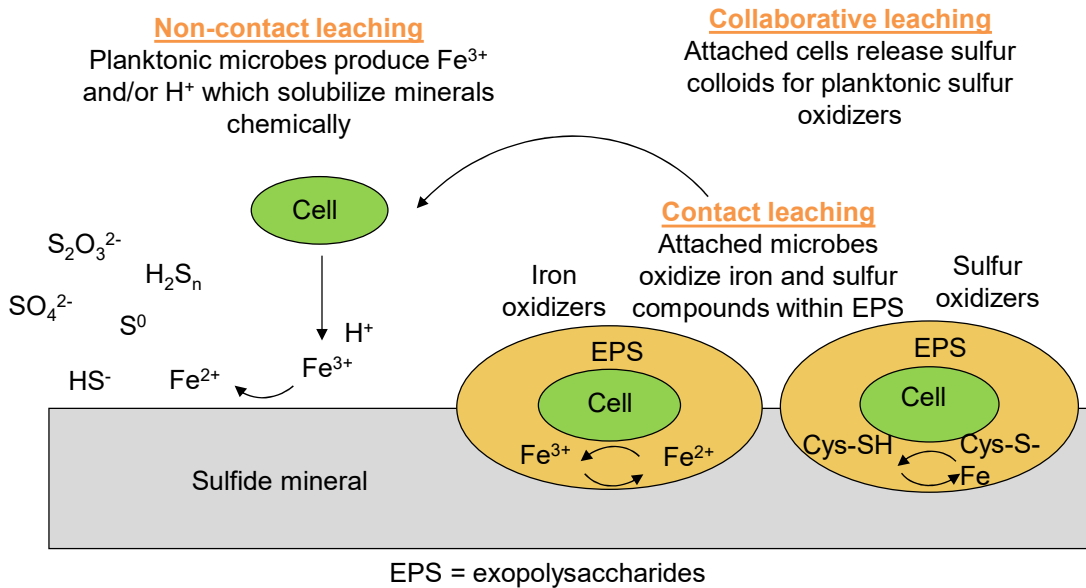 Non-contact leaching
Planktonic microbes produce Fe³⁺
and/or H⁺ which solubilize minerals
chemically
Collaborative leaching
Attached cells release sulfur
colloids for planktonic sulfur
oxidizers
Cell
Contact leaching
Attached microbes
oxidize iron and sulfur
compounds within EPS
Iron
oxidizers
Sulfur
oxidizers
S₂O₃²⁻
H₂Sₙ
SO₄²⁻
S⁰
H⁺
HS⁻
Fe²⁺
Fe³⁺
EPS
Cell
Fe³⁺
Fe²⁺
EPS
Cell
Cys-SH
Cys-S-
Fe
Sulfide mineral
EPS = exopolysaccharides